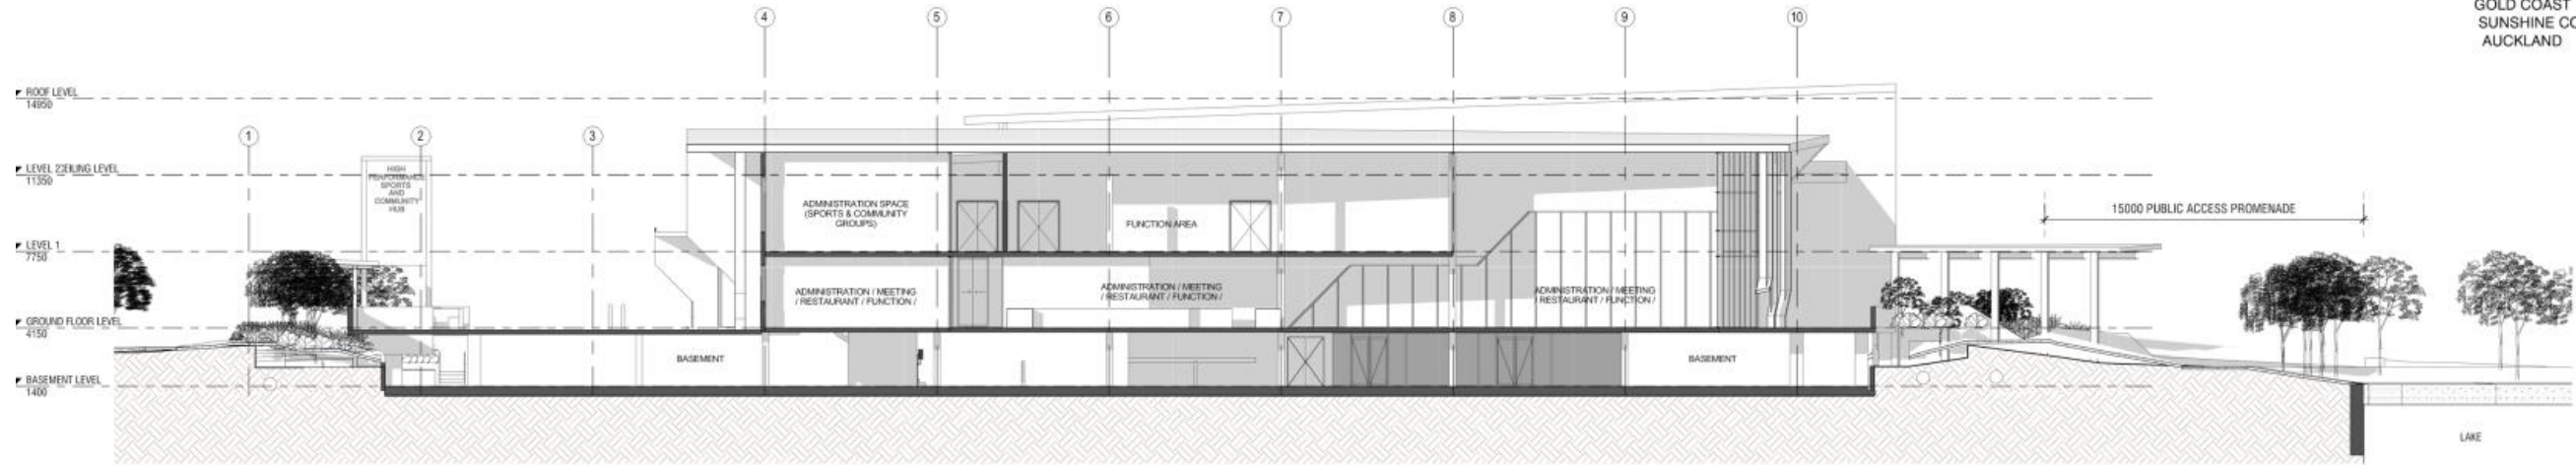 GOLD COAST
SUNSHINE CO
AUCKLAND
4
5
6
7
8
9
10
ROOF LEVEL
14950
1
2
3
LEVEL 2 CEILING LEVEL
11350
HIGH
PERFORMANCE
SPORTS
AND
COMMUNITY
HUB
ADMINISTRATION SPACE
(SPORTS & COMMUNITY
GROUPS)
FUNCTION AREA
15000 PUBLIC ACCESS PROMENADE
LEVEL 1
7750
ADMINISTRATION / MEETING
/ RESTAURANT / FUNCTION /
ADMINISTRATION / MEETING
/ RESTAURANT / FUNCTION /
ADMINISTRATION / MEETING
/ RESTAURANT / FUNCTION /
GROUND FLOOR LEVEL
4150
BASEMENT
BASEMENT
BASEMENT LEVEL
1400
LAKE